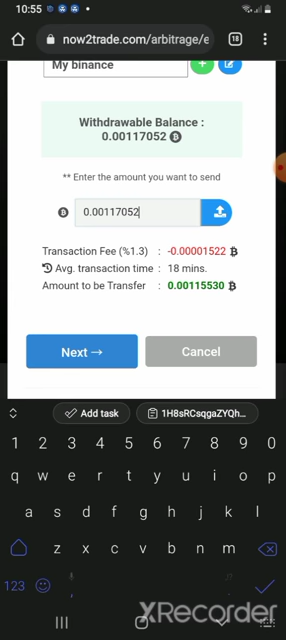 10:55
now2trade.com/arbitrage/e
18
My binance
Withdrawable Balance :
0.00117052
** Enter the amount you want to send
0.00117052
Transaction Fee (%1.3) : -0.00001522
Avg. transaction time : 18 mins.
Amount to be Transfer : 0.00115530
Next → Cancel
Add task 1H8sRCsqgaZYQh...
1 2 3 4 5 6 7 8 9 0
q w e r t y u i o p
a s d f g h j k l
z x c v b n m
123 ,
XRecorder